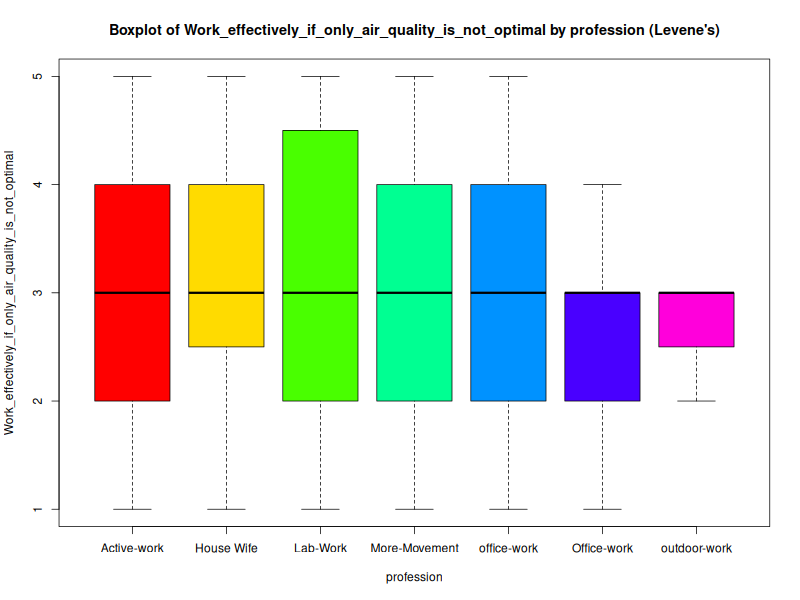 Boxplot of Work_effectively_if_only_air_quality_is_not_optimal by profession (Levene's)
Work_effectively_if_only_air_quality_is_not_optimal
5
4
3
2
1
Active-work House Wife Lab-Work More-Movement office-work Office-work outdoor-work
profession